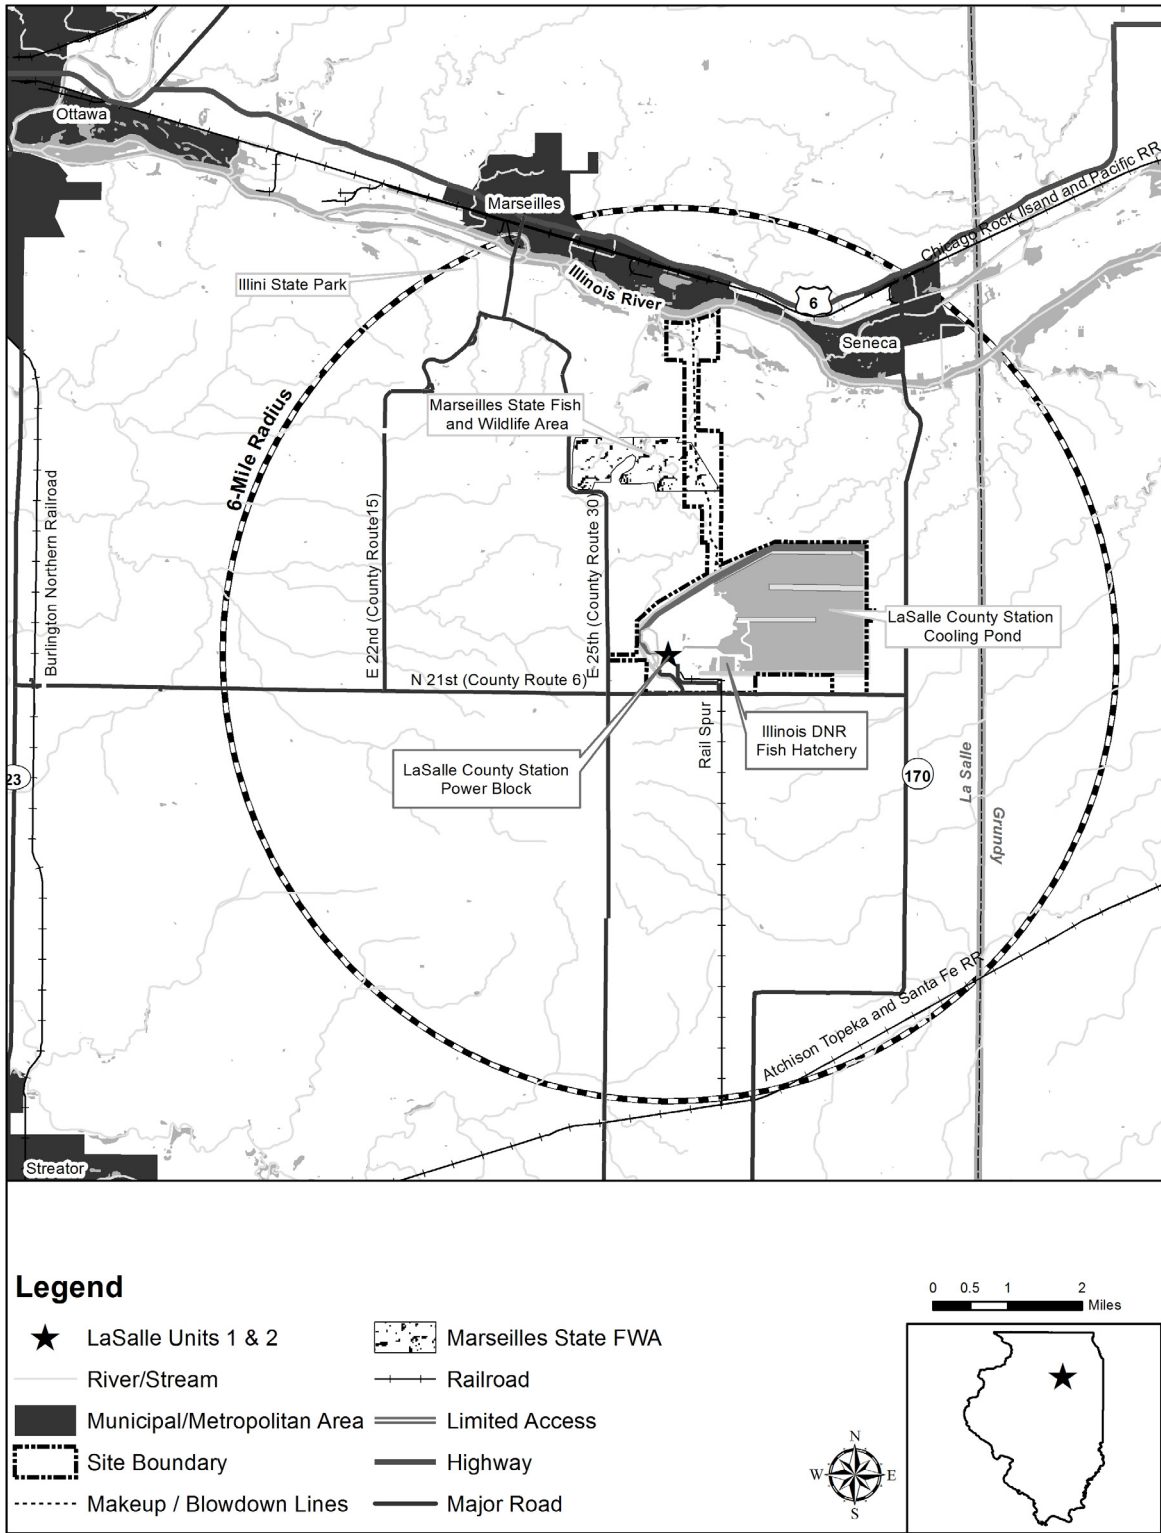 Ottawa
Marseilles
Chicago Rock Ilsand and Pacific RR
Illini State Park
Illinois River
6
Seneca
6-Mile Radius
Marseilles State Fish
and Wildlife Area
Burlington Northern Railroad
E 22nd (County Route15)
E 25th (County Route 30)
LaSalle County Station
Cooling Pond
N 21st (County Route 6)
Rail Spur
Illinois DNR
Fish Hatchery
LaSalle County Station
Power Block
23
170
La Salle
Grundy
Atchison Topeka and Santa Fe RR
Streator
Legend
LaSalle Units 1 & 2
River/Stream
Municipal/Metropolitan Area
Site Boundary
Makeup / Blowdown Lines
Marseilles State FWA
Railroad
Limited Access
Highway
Major Road
0 0.5 1 2
Miles
N
W E
S